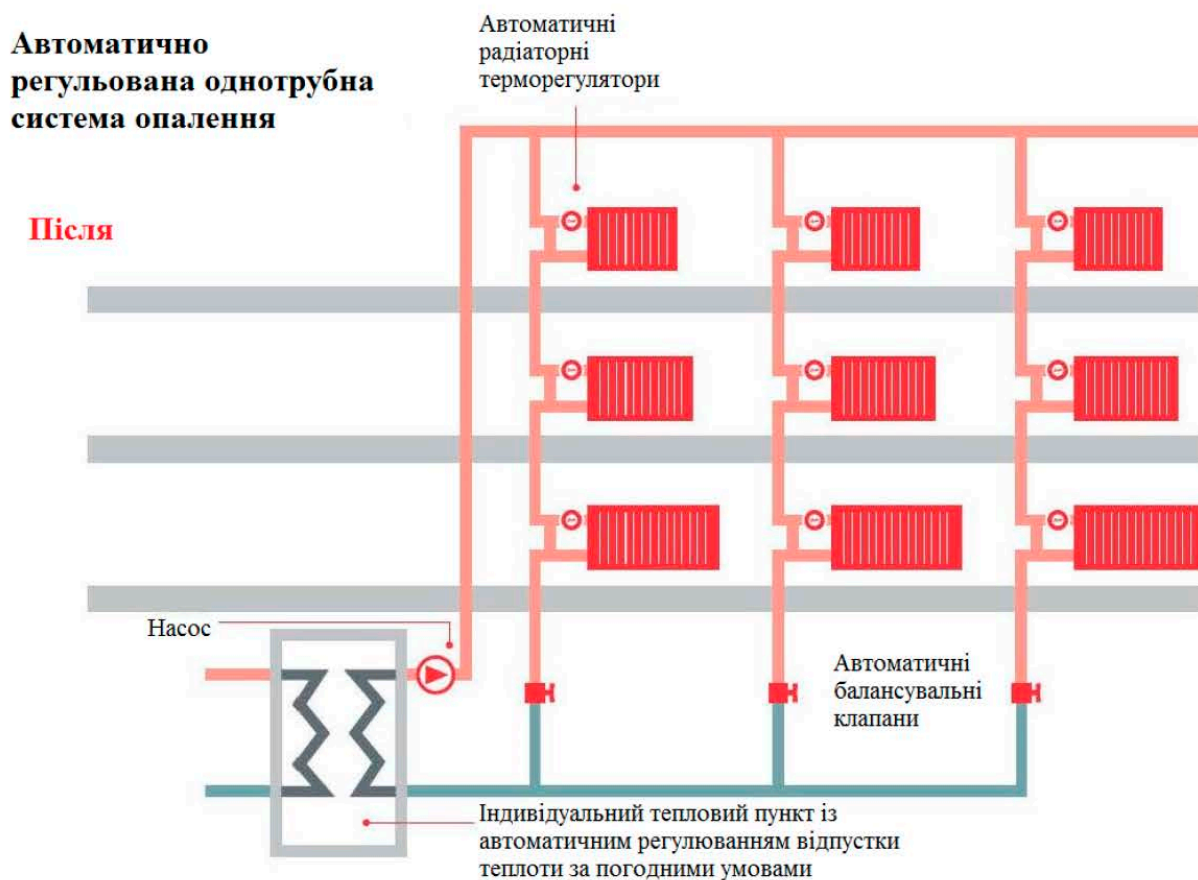 Автоматично
регульована однотрубна
система опалення
Автоматичні
радіаторні
терморегулятори
Після
Насос
Автоматичні
балансувальні
клапани
Індивідуальний тепловий пункт із
автоматичним регулюванням відпустки
теплоти за погодними умовами